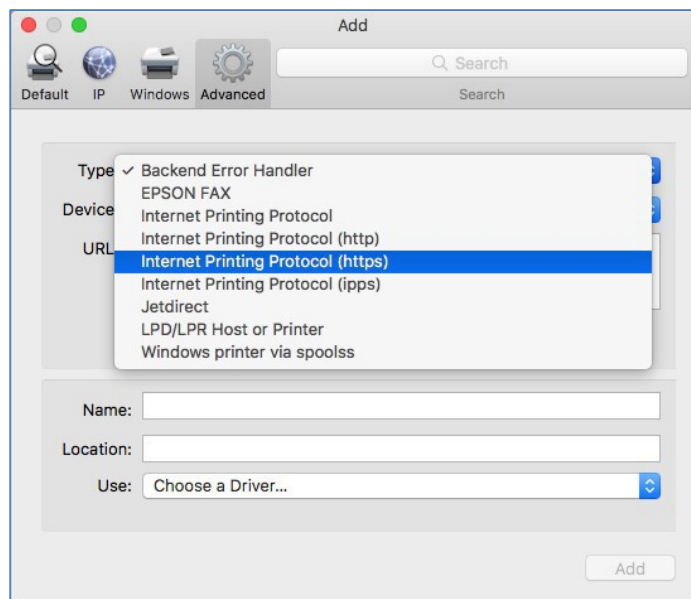 Add
Search
Default IP Windows Advanced Search
Type ✓ Backend Error Handler
EPSON FAX
Device
Internet Printing Protocol
URL Internet Printing Protocol (http)
Internet Printing Protocol (https)
Internet Printing Protocol (ipps)
Jetdirect
LPD/LPR Host or Printer
Windows printer via spoolss
Name:
Location:
Use: Choose a Driver...
Add